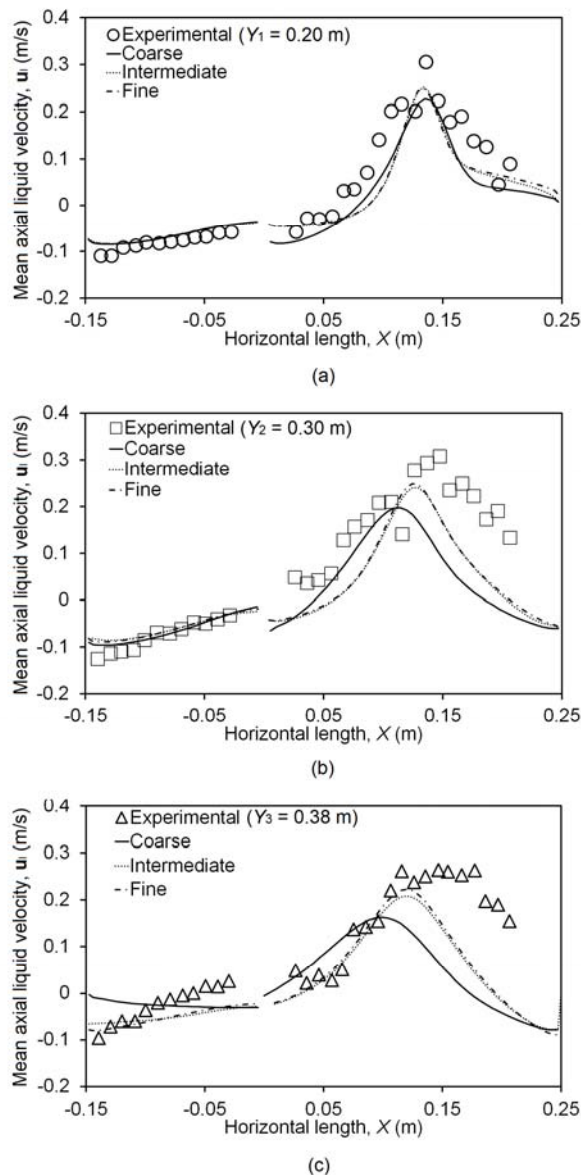 0.4
0.3
0.2
0.1
0
-0.1
-0.2
Mean axial liquid velocity, uₗ (m/s)
Experimental (Y₁ = 0.20 m)
Coarse
Intermediate
Fine
-0.15 -0.05 0.05 0.15 0.25
Horizontal length, X (m)
(a)
0.4
0.3
0.2
0.1
0
-0.1
-0.2
Mean axial liquid velocity, uₗ (m/s)
Experimental (Y₂ = 0.30 m)
Coarse
Intermediate
Fine
-0.15 -0.05 0.05 0.15 0.25
Horizontal length, X (m)
(b)
0.4
0.3
0.2
0.1
0
-0.1
-0.2
Mean axial liquid velocity, uₗ (m/s)
Experimental (Y₃ = 0.38 m)
Coarse
Intermediate
Fine
-0.15 -0.05 0.05 0.15 0.25
Horizontal length, X (m)
(c)